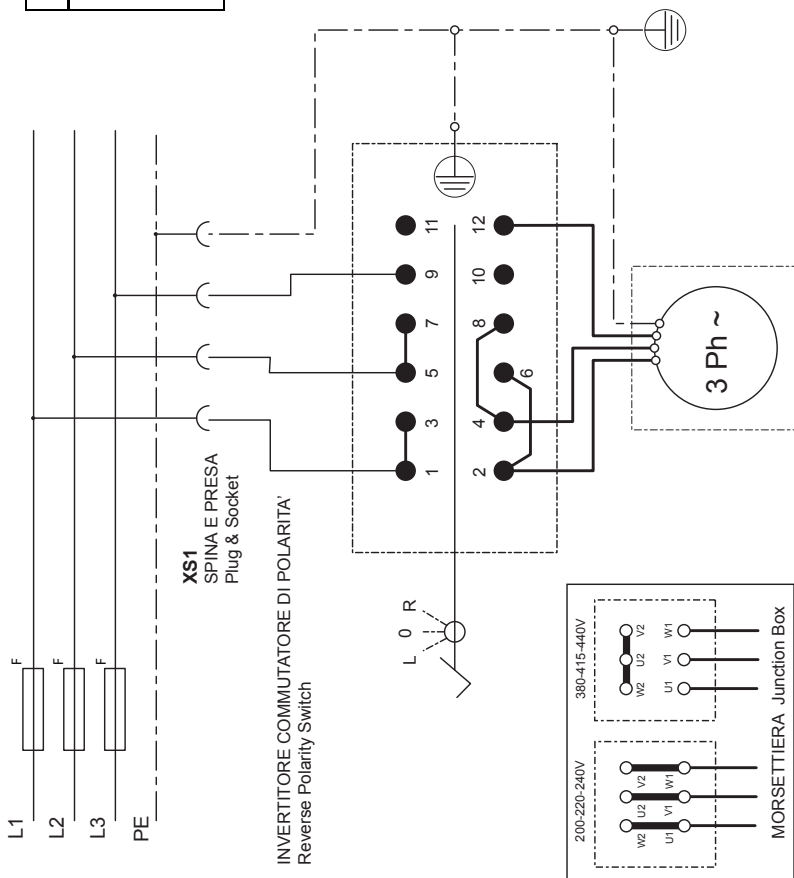 L1
L2
L3
PE
F
F
F
XS1
SPINA E PRESA
Plug & Socket
INVERTITORE COMMUTATORE DI POLARITA'
Reverse Polarity Switch
L 0 R
1 3 5 7 9 11
2 4 6 8 10 12
3 Ph ~
200-220-240V
W2 U2 V2
U1 V1 W1
380-415-440V
W2 U2 V2
U1 V1 W1
MORSETTIERA Junction Box